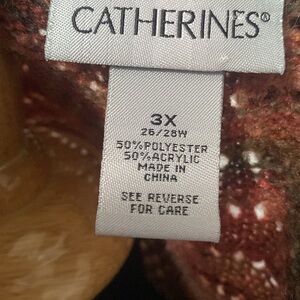 CATHERINES®
3X
26/28W
50%POLYESTER
50%ACRYLIC
MADE IN
CHINA
SEE REVERSE
FOR CARE